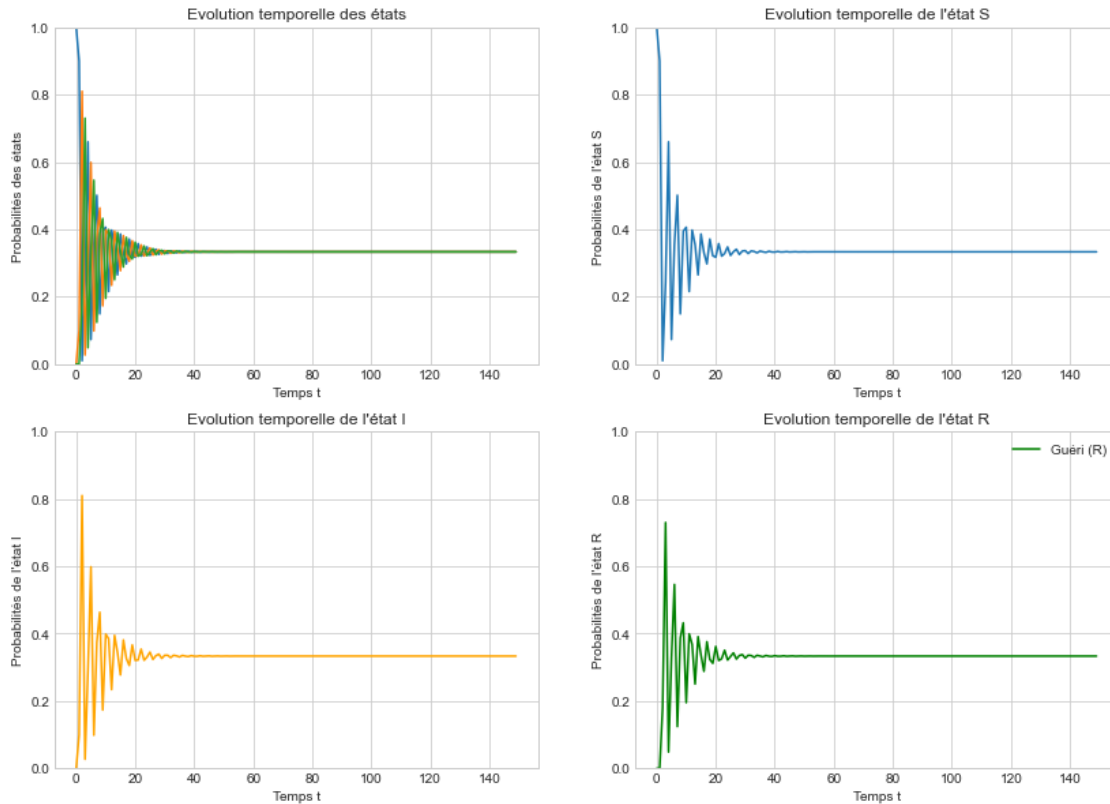 Evolution temporelle des états
Probabilités des états
1.0
0.8
0.6
0.4
0.2
0.0
0 20 40 60 80 100 120 140
Temps t
Evolution temporelle de l'état S
Probabilités de l'état S
1.0
0.8
0.6
0.4
0.2
0.0
0 20 40 60 80 100 120 140
Temps t
Evolution temporelle de l'état I
Probabilités de l'état I
1.0
0.8
0.6
0.4
0.2
0.0
0 20 40 60 80 100 120 140
Temps t
Evolution temporelle de l'état R
Guéri (R)
Probabilités de l'état R
1.0
0.8
0.6
0.4
0.2
0.0
0 20 40 60 80 100 120 140
Temps t